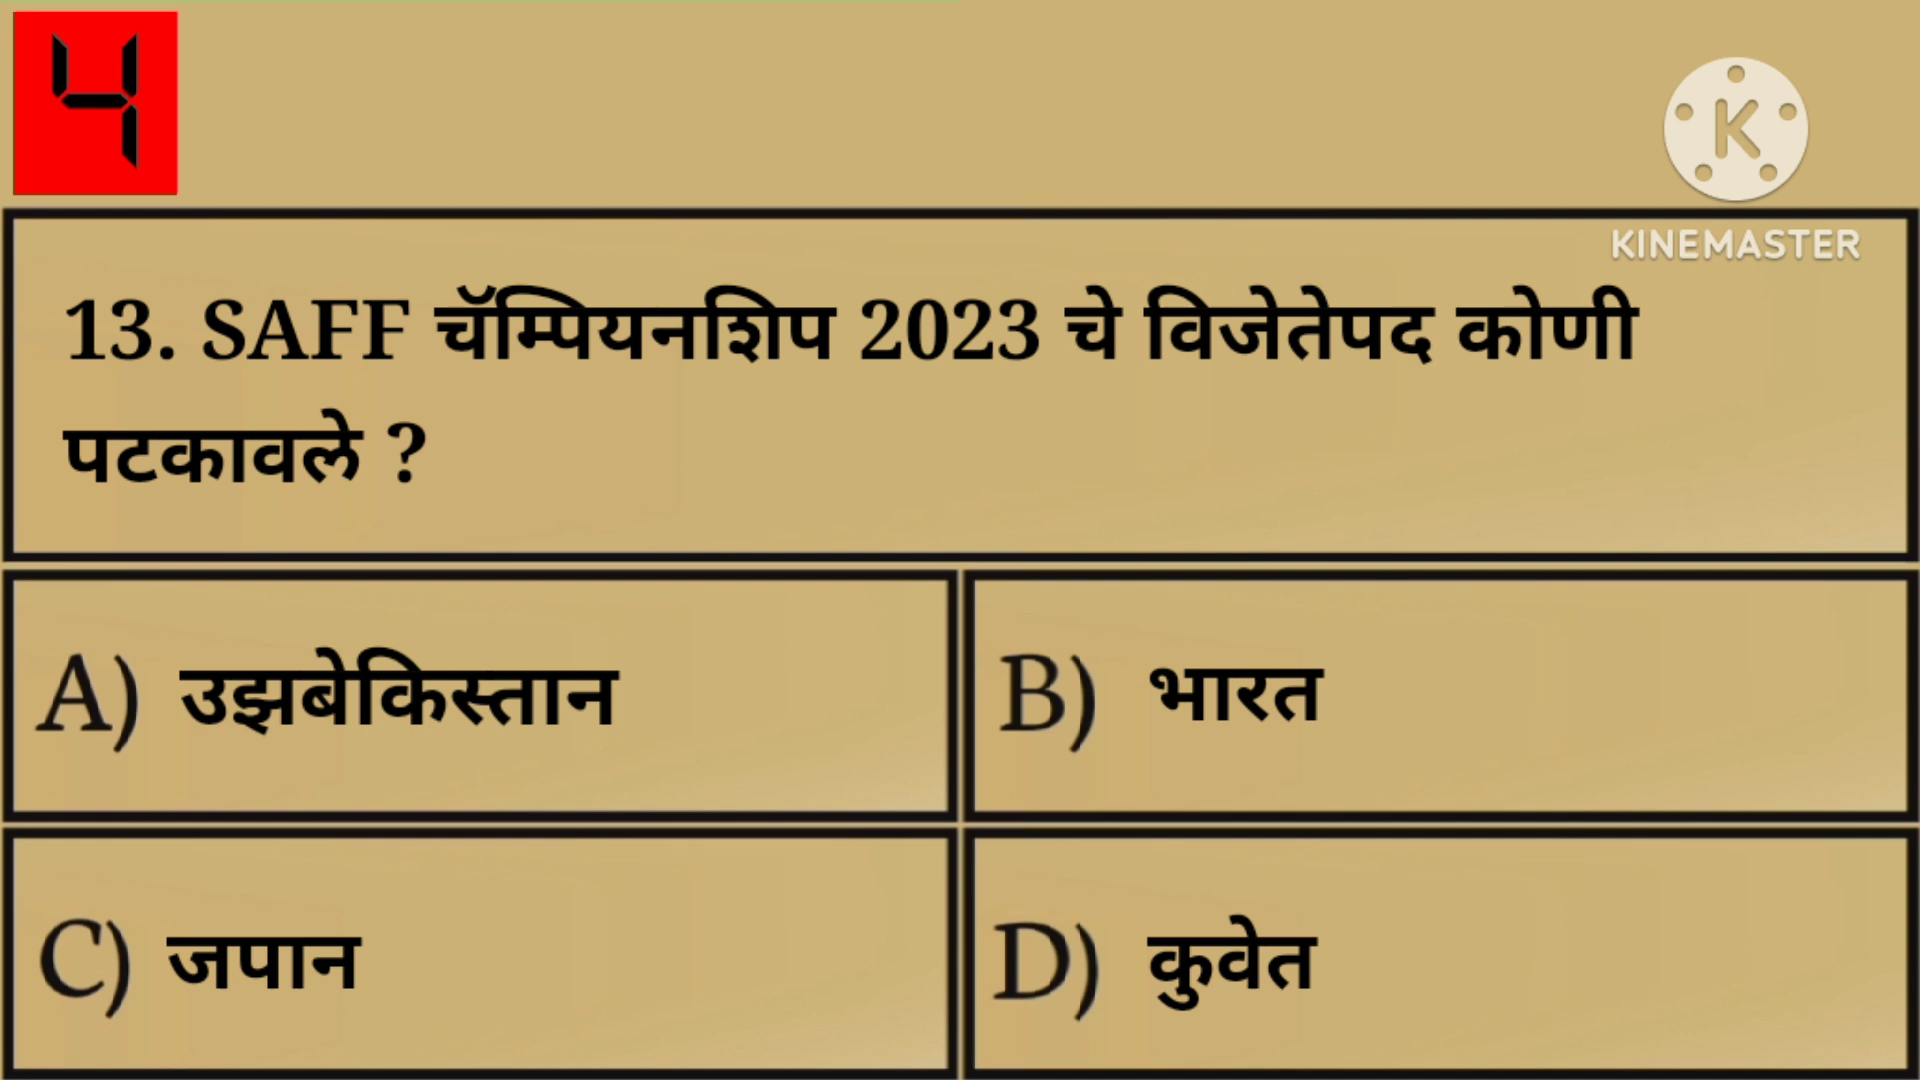 4
K
KINEMASTER
13. SAFF चॅम्पियनशिप 2023 चे विजेतेपद कोणी
पटकावले ?
A) उझबेकिस्तान
B) भारत
C) जपान
D) कुवेत